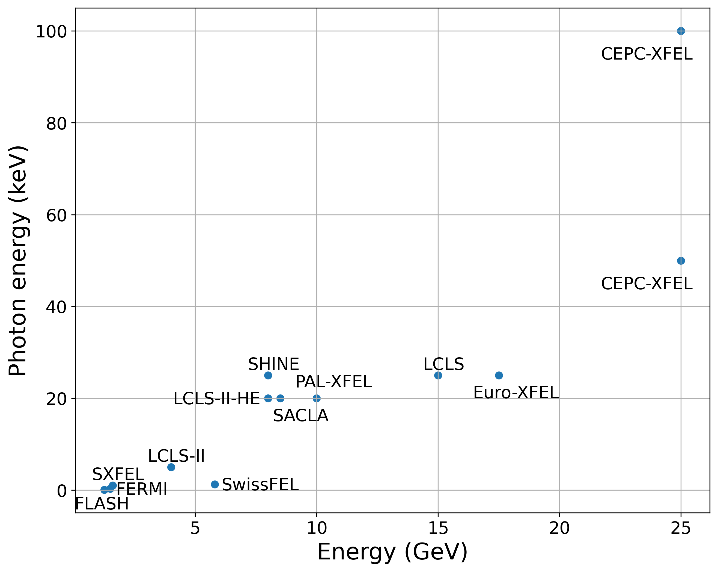 100
CEPC-XFEL
80
60
CEPC-XFEL
40
SHINE
LCLS
PAL-XFEL
Euro-XFEL
LCLS-II-HE
20
SACLA
LCLS-II
SXFEL
SwissFEL
FERMI
0
FLASH
5
10
15
20
25
Energy (GeV)
Photon energy (keV)